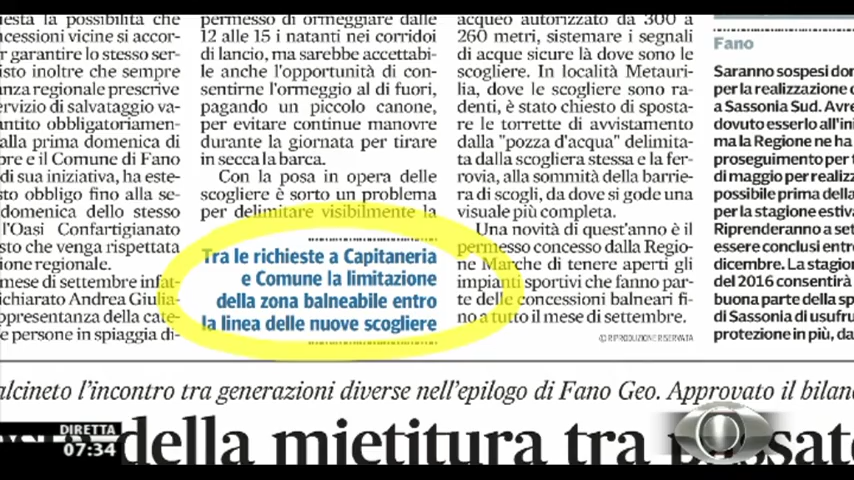 esta la possibilità che
cessioni vicine si accor-
r garantire lo stesso ser-
isto inoltre che sempre
anza regionale prescrive
ervizio di salvataggio va-
antito obbligatoriamen-
alla prima domenica di
bre e il Comune di Fano
di sua iniziativa, ha este-
sto obbligo fino alla se-
domenica dello stesso
l'Oasi Confartigianato
sto che venga rispettata
ione regionale.
mese di settembre infat-
ichiarato Andrea Giulia-
ppresentanza della cate-
e persone in spiaggia di-
permesso di ormeggiare dalle
12 alle 15 i natanti nei corridoi
di lancio, ma sarebbe accettabi-
le anche l'opportunità di con-
sentirne l'ormeggio al di fuori,
pagando un piccolo canone,
per evitare continue manovre
durante la giornata per tirare
in secca la barca.
Con la posa in opera delle
scogliere è sorto un problema
per delimitare visibilmente la
Tra le richieste a Capitaneria
e Comune la limitazione
della zona balneabile entro
la linea delle nuove scogliere
acqueo autorizzato da 300 a
260 metri, sistemare i segnali
di acque sicure là dove sono le
scogliere. In località Metauri-
lia, dove le scogliere sono ra-
denti, è stato chiesto di sposta-
re le torrette di avvistamento
dalla "pozza d'acqua" delimita-
ta dalla scogliera stessa e la fer-
rovia, alla sommità della barrie-
ra di scogli, da dove si gode una
visuale più completa.
Una novità di quest'anno è il
permesso concesso dalla Regio-
ne Marche di tenere aperti gli
impianti sportivi che fanno par-
te delle concessioni balneari fi-
no a tutto il mese di settembre.
© RIPRODUZIONE RISERVATA
Fano
Saranno sospesi do
per la realizzazione d
a Sassonia Sud. Avre
dovuto esserlo all'ini
ma la Regione ne ha
proseguimento per t
di maggio per realizz
possibile prima della
per la stagione estiva
Riprenderanno a set
essere conclusi entro
dicembre. La stagion
del 2016 consentirà
buona parte della sp
di Sassonia di usufru
protezione in più, da
alcineto l'incontro tra generazioni diverse nell'epilogo di Fano Geo. Approvato il bilan
della mietitura tra passat
DIRETTA
07:34